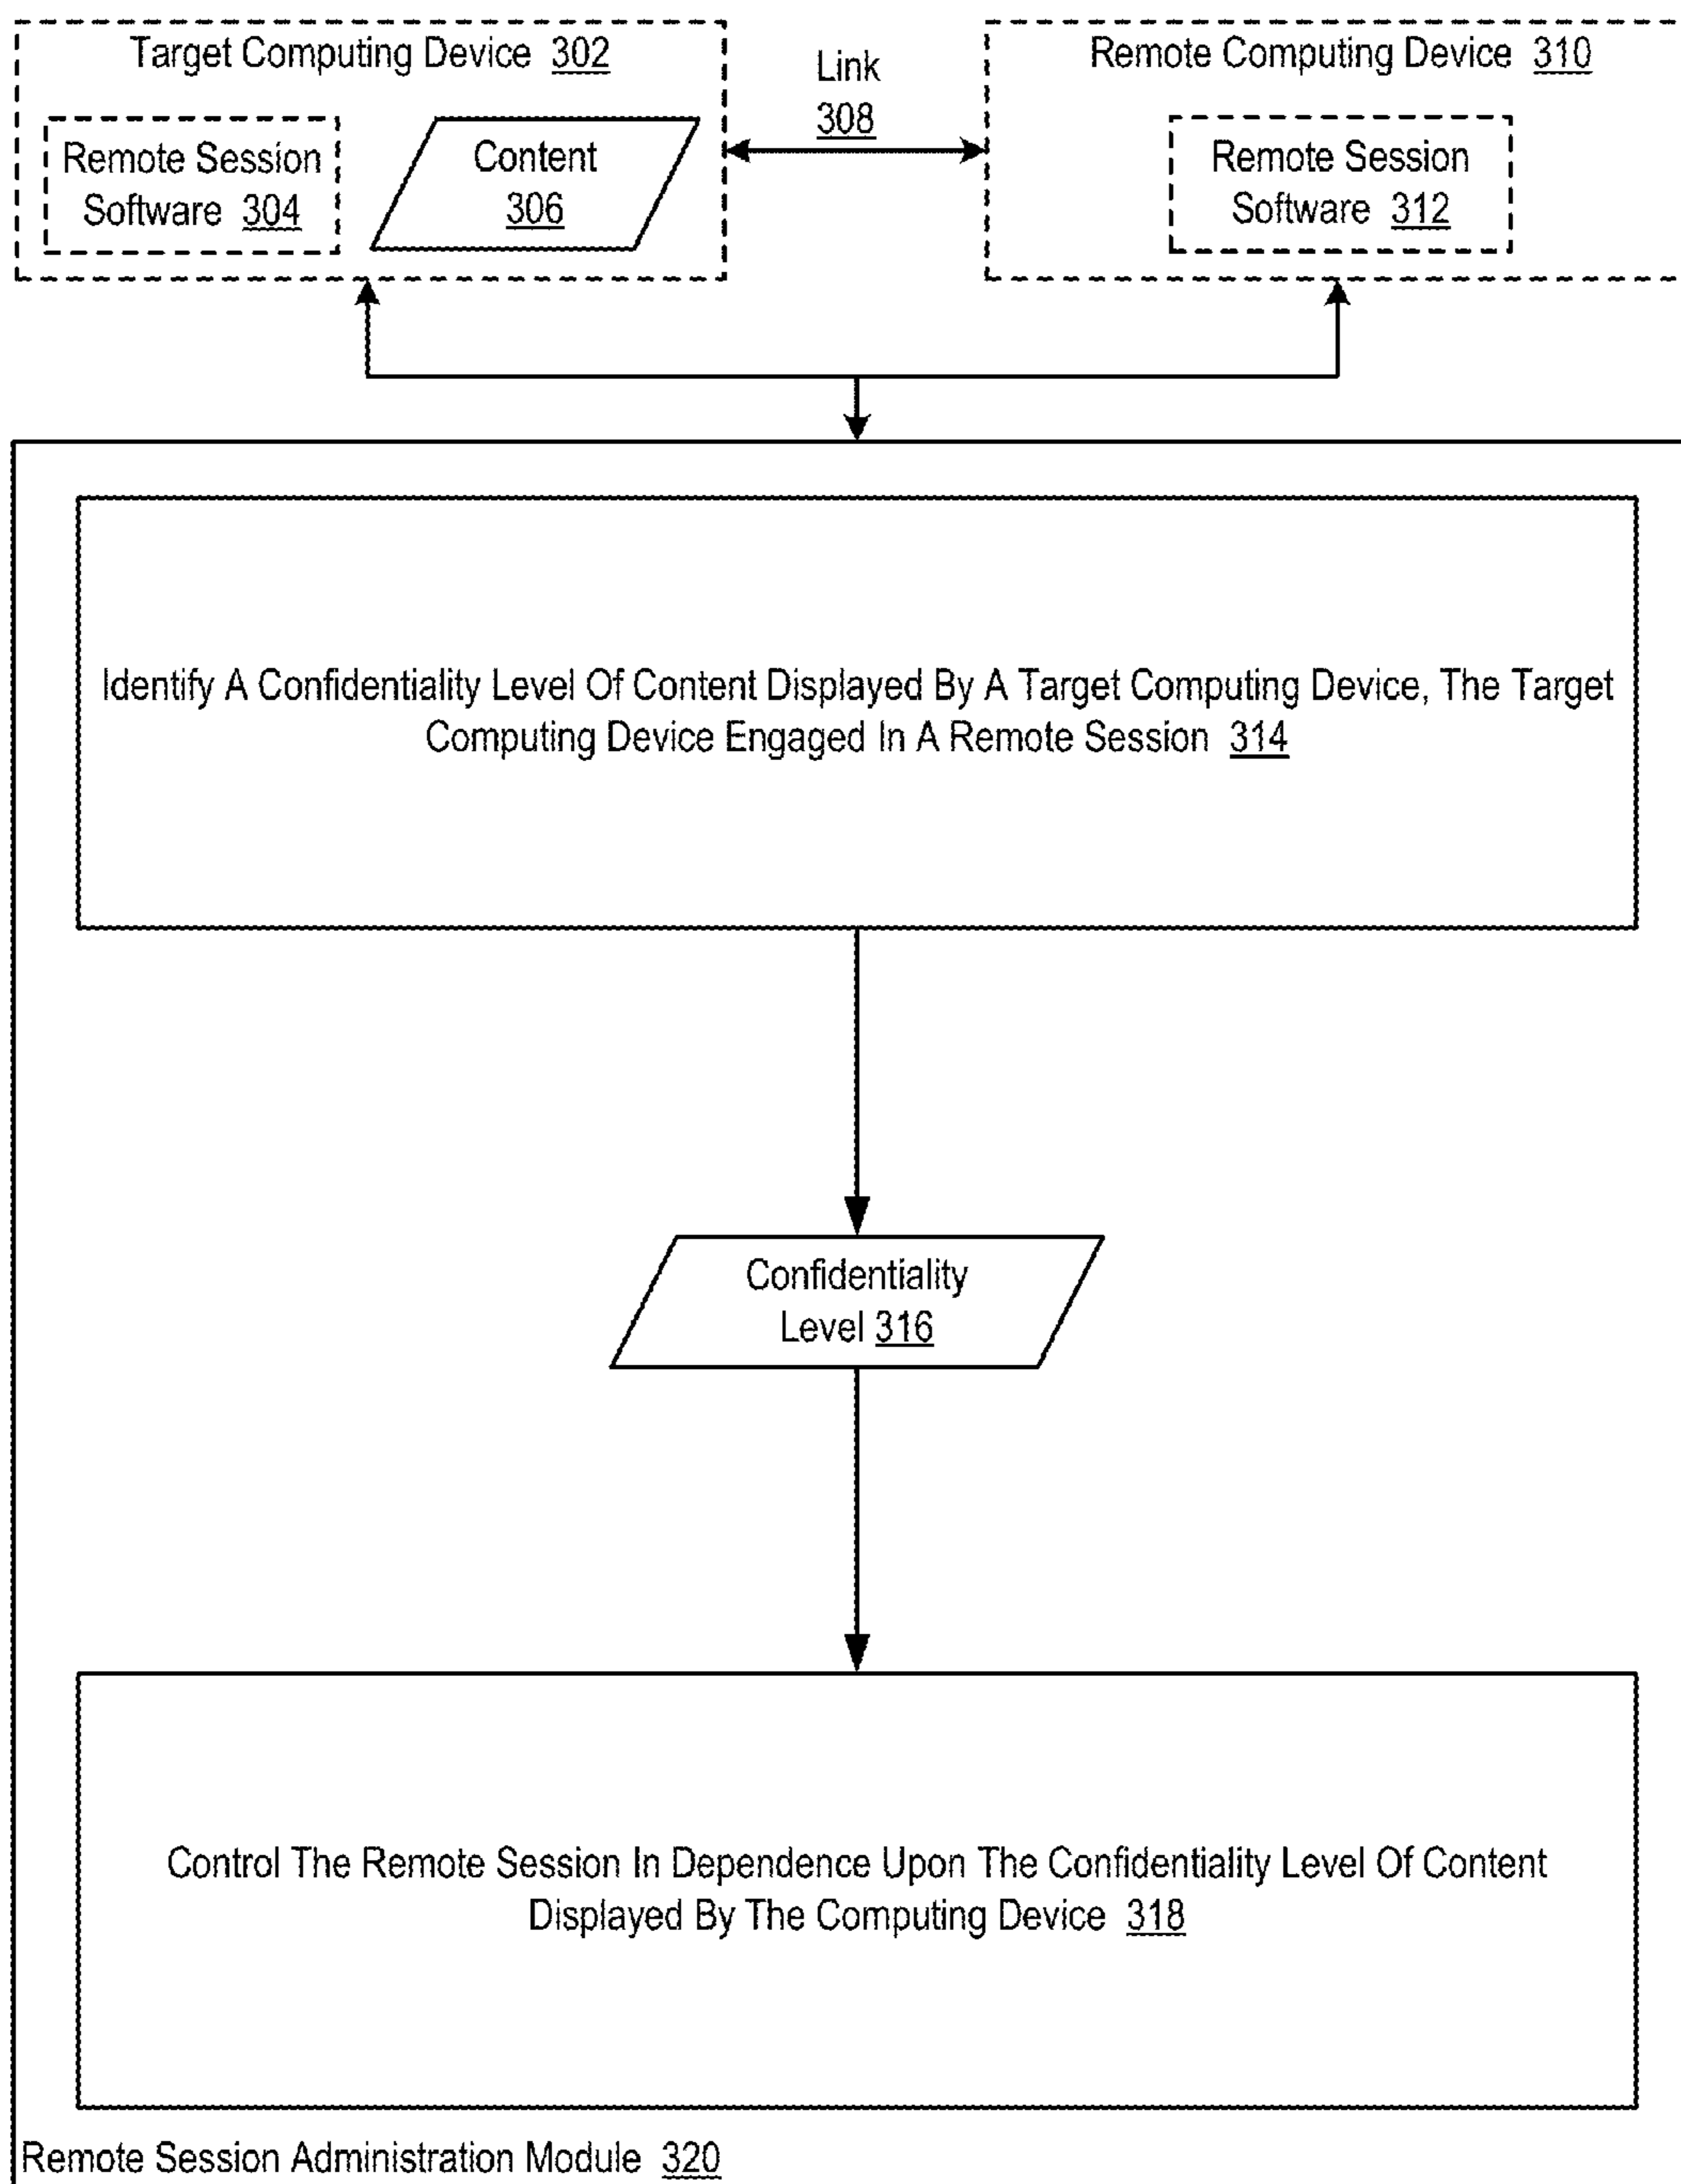 Target Computing Device 302
Link
308
Remote Computing Device 310
Remote Session
Software 304
Content
306
Remote Session
Software 312
Identify A Confidentiality Level Of Content Displayed By A Target Computing Device, The Target
Computing Device Engaged In A Remote Session 314
Confidentiality
Level 316
Control The Remote Session In Dependence Upon The Confidentiality Level Of Content
Displayed By The Computing Device 318
Remote Session Administration Module 320